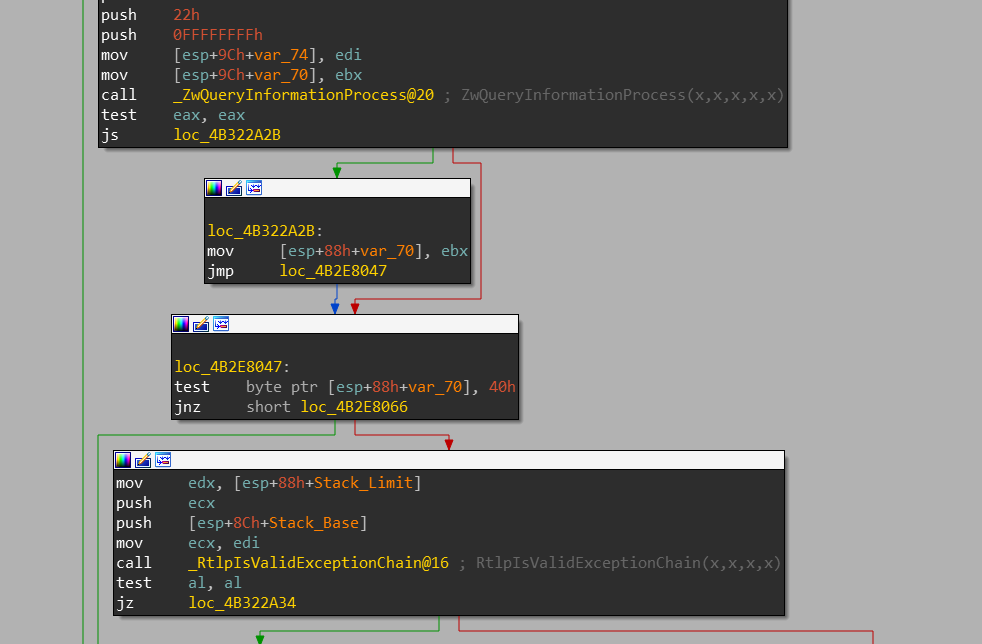 push 22h
push 0FFFFFFFFh
mov [esp+9Ch+var_74], edi
mov [esp+9Ch+var_70], ebx
call _ZwQueryInformationProcess@20 ; ZwQueryInformationProcess(x,x,x,x,x)
test eax, eax
js loc_4B322A2B
loc_4B322A2B:
mov [esp+88h+var_70], ebx
jmp loc_4B2E8047
loc_4B2E8047:
test byte ptr [esp+88h+var_70], 40h
jnz short loc_4B2E8066
mov edx, [esp+88h+Stack_Limit]
push ecx
push [esp+8Ch+Stack_Base]
mov ecx, edi
call _RtlpIsValidExceptionChain@16 ; RtlpIsValidExceptionChain(x,x,x,x)
test al, al
jz loc_4B322A34